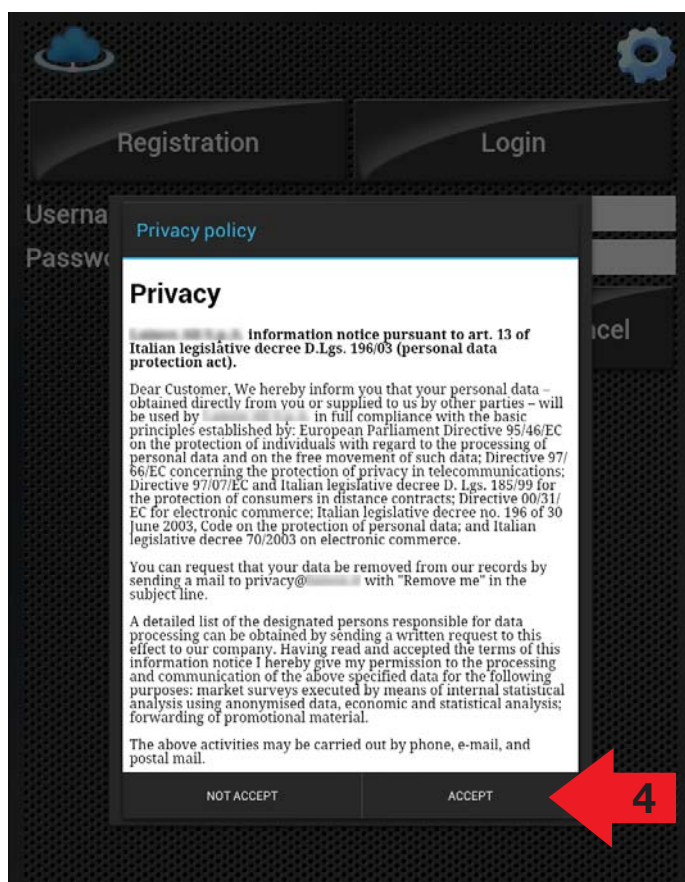 Registration
Login
Userna
Privacy policy
Passwo
Privacy
ncel
information notice pursuant to art. 13 of
Italian legislative decree D.Lgs. 196/03 (personal data
protection act).
Dear Customer, We hereby inform you that your personal data –
obtained directly from you or supplied to us by other parties – will
be used by in full compliance with the basic
principles established by: European Parliament Directive 95/46/EC
on the protection of individuals with regard to the processing of
personal data and on the free movement of such data; Directive 97/
66/EC concerning the protection of privacy in telecommunications;
Directive 97/07/EC and Italian legislative decree D. Lgs. 185/99 for
the protection of consumers in distance contracts; Directive 00/31/
EC for electronic commerce; Italian legislative decree no. 196 of 30
June 2003, Code on the protection of personal data; and Italian
legislative decree 70/2003 on electronic commerce.
You can request that your data be removed from our records by
sending a mail to privacy@ with "Remove me" in the
subject line.
A detailed list of the designated persons responsible for data
processing can be obtained by sending a written request to this
effect to our company. Having read and accepted the terms of this
information notice I hereby give my permission to the processing
and communication of the above specified data for the following
purposes: market surveys executed by means of internal statistical
analysis using anonymised data, economic and statistical analysis;
forwarding of promotional material.
The above activities may be carried out by phone, e-mail, and
postal mail.
NOT ACCEPT
ACCEPT
4